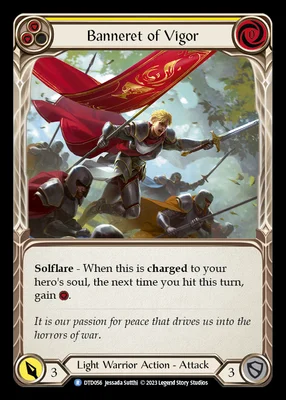 Banneret of Vigor
Solflare - When this is charged to your
hero's soul, the next time you hit this turn,
gain .
It is our passion for peace that drives us into the
horrors of war.
3 Light Warrior Action - Attack 3
R DTD056 Jessada Sutthi © 2023 Legend Story Studios